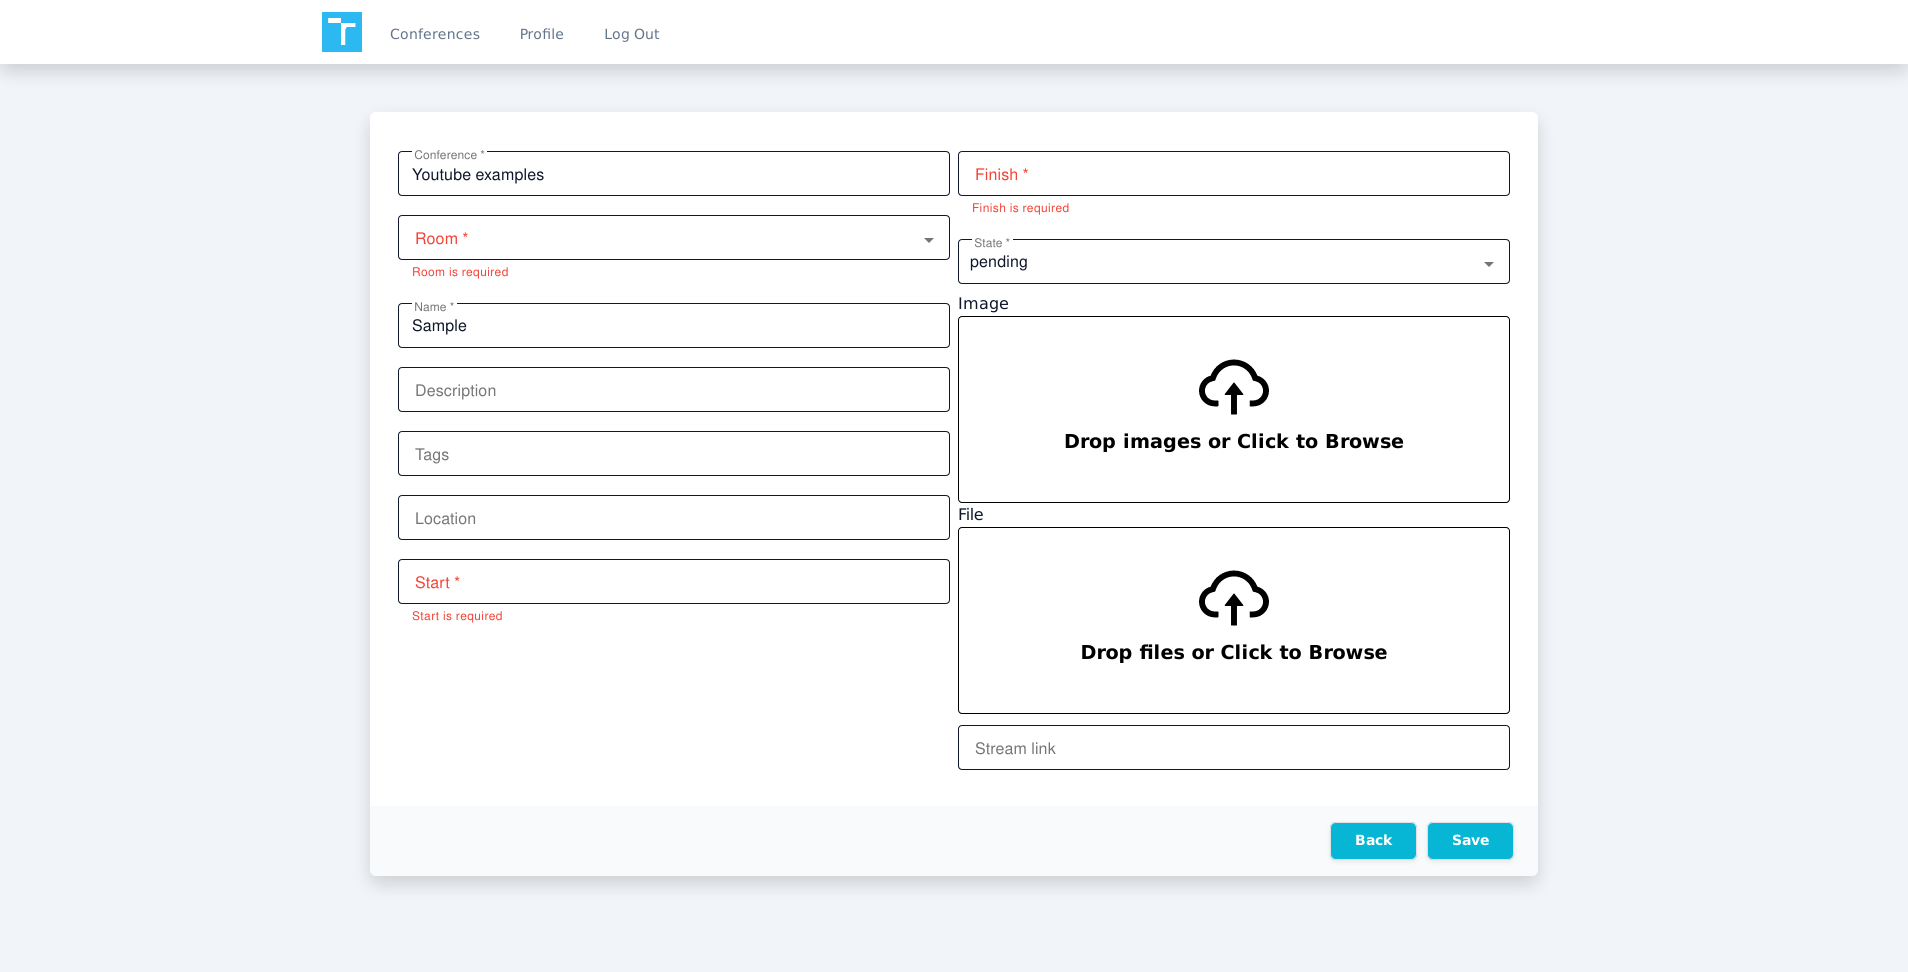 Conferences
Profile
Log Out
Conference *
Youtube examples
Room *
Room is required
Name *
Sample
Description
Tags
Location
Start *
Start is required
Finish *
Finish is required
State *
pending
Image
Drop images or Click to Browse
File
Drop files or Click to Browse
Stream link
Back
Save